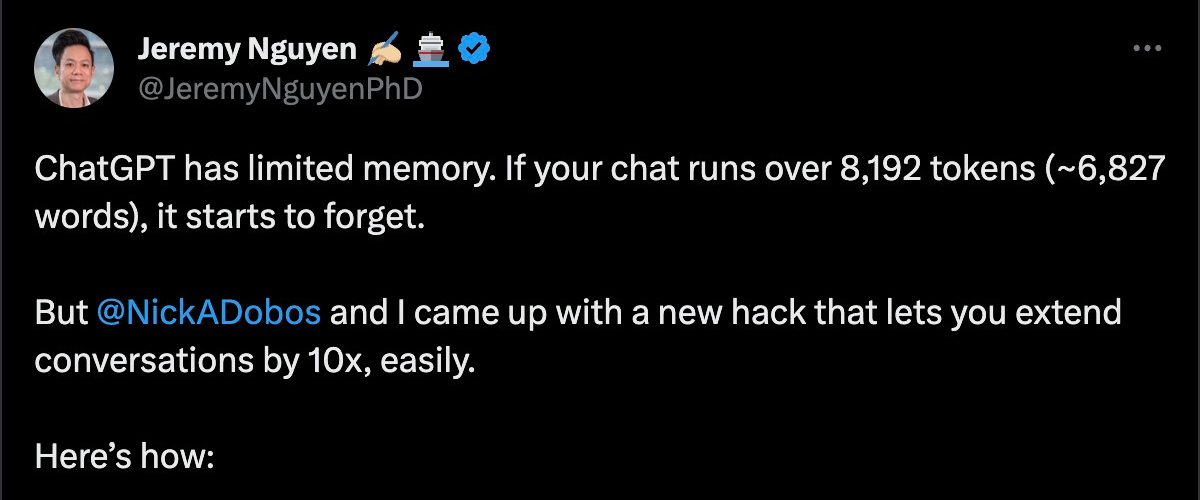 Jeremy Nguyen ✍🏼 🚢
@JeremyNguyenPhD
ChatGPT has limited memory. If your chat runs over 8,192 tokens (~6,827
words), it starts to forget.
But @NickADobos and I came up with a new hack that lets you extend
conversations by 10x, easily.
Here’s how: